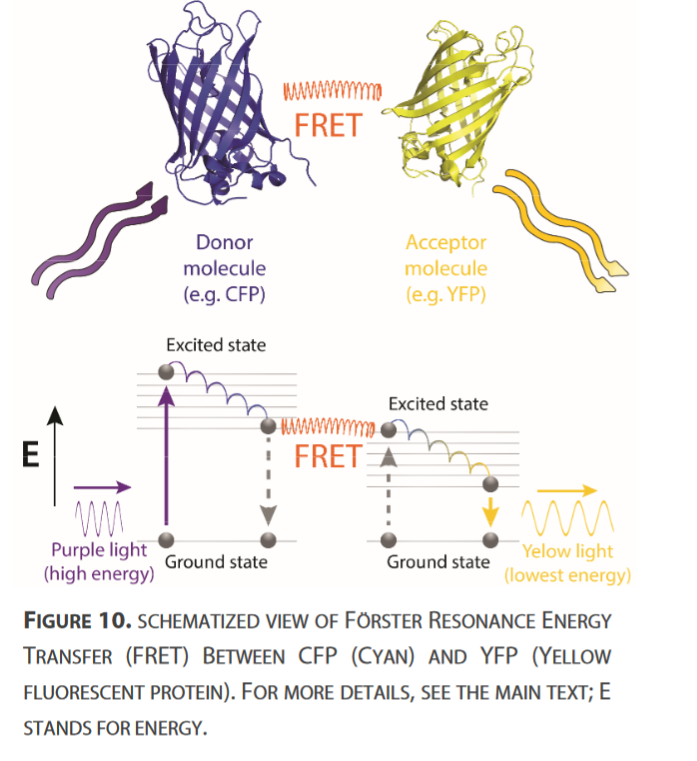 FRET
Donor
molecule
(e.g. CFP)
Acceptor
molecule
(e.g. YFP)
Excited state
Excited state
E
FRET
Purple light
(high energy)
Ground state
Ground state
Yelow light
(lowest energy)
FIGURE 10. SCHEMATIZED VIEW OF FÖRSTER RESONANCE ENERGY
TRANSFER (FRET) BETWEEN CFP (CYAN) AND YFP (YELLOW
FLUORESCENT PROTEIN). FOR MORE DETAILS, SEE THE MAIN TEXT; E
STANDS FOR ENERGY.